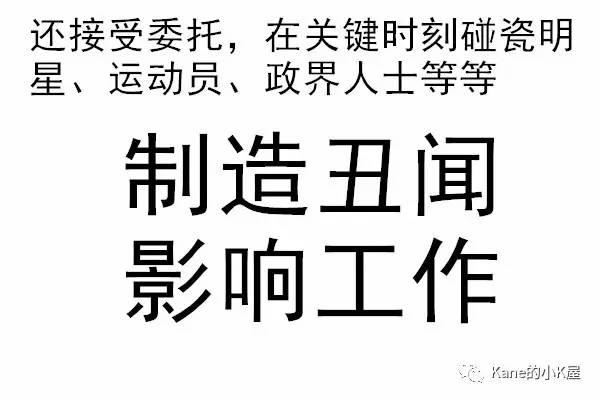 还接受委托，在关键时刻碰瓷明
星、运动员、政界人士等等
制造丑闻
影响工作
Kane的小K屋